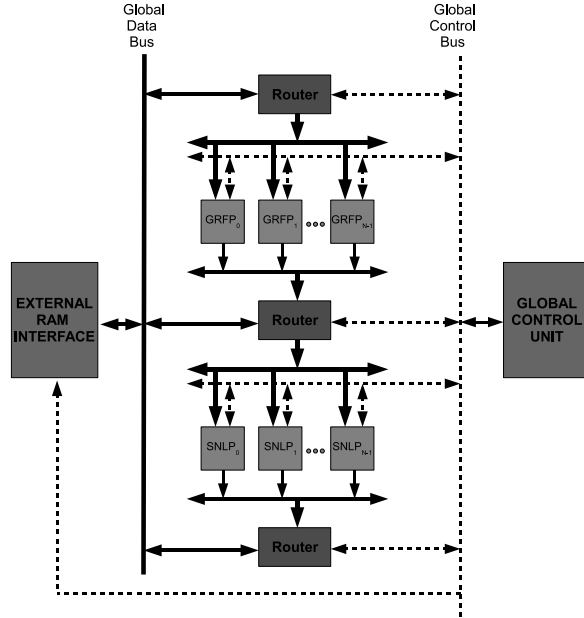 Global
Data
Bus
Global
Control
Bus
Router
GRFP0
GRFP1
GRFPN-1
EXTERNAL
RAM
INTERFACE
Router
GLOBAL
CONTROL
UNIT
SNLP0
SNLP1
SNLPN-1
Router